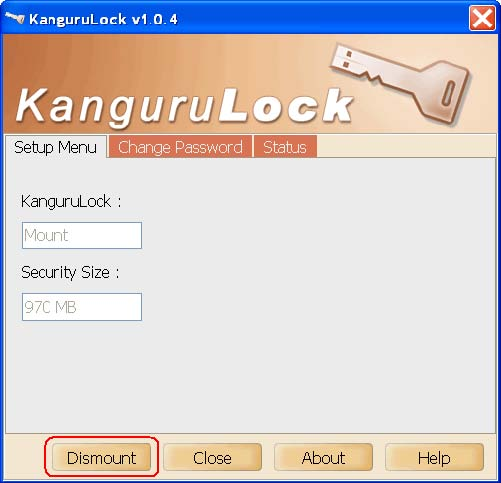 KanguruLock v1.0.4
KanguruLock
Setup Menu Change Password Status
KanguruLock :
Mount
Security Size :
970 MB
Dismount Close About Help